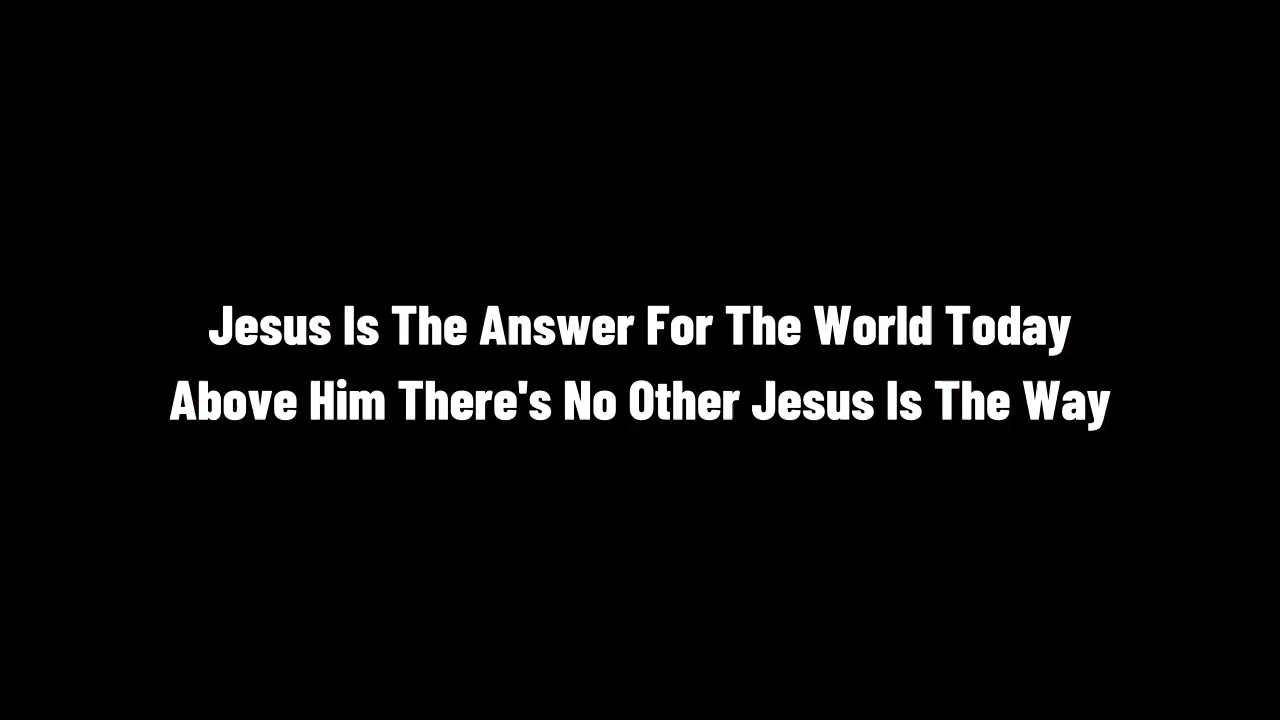 Jesus Is The Answer For The World Today
Above Him There's No Other Jesus Is The Way